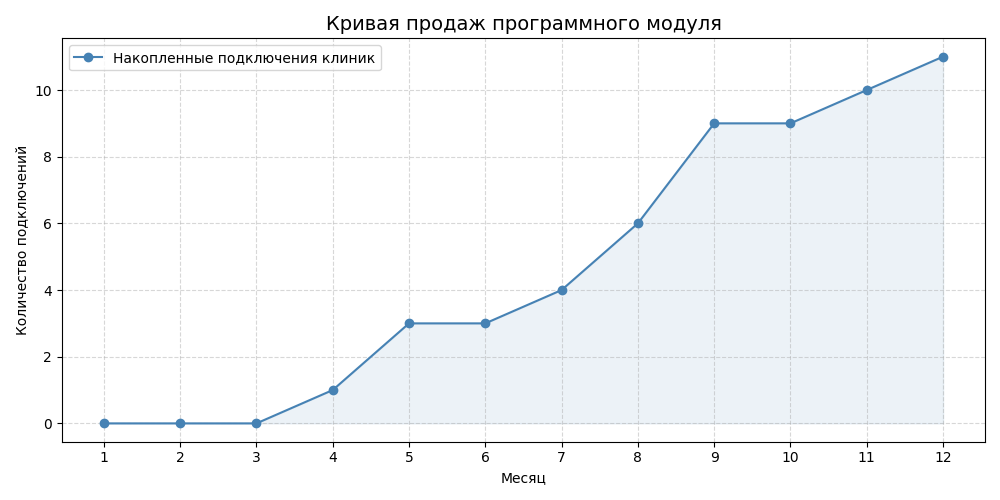 Кривая продаж программного модуля
Накопленные подключения клиник
Количество подключений
10
8
6
4
2
0
1 2 3 4 5 6 7 8 9 10 11 12
Месяц